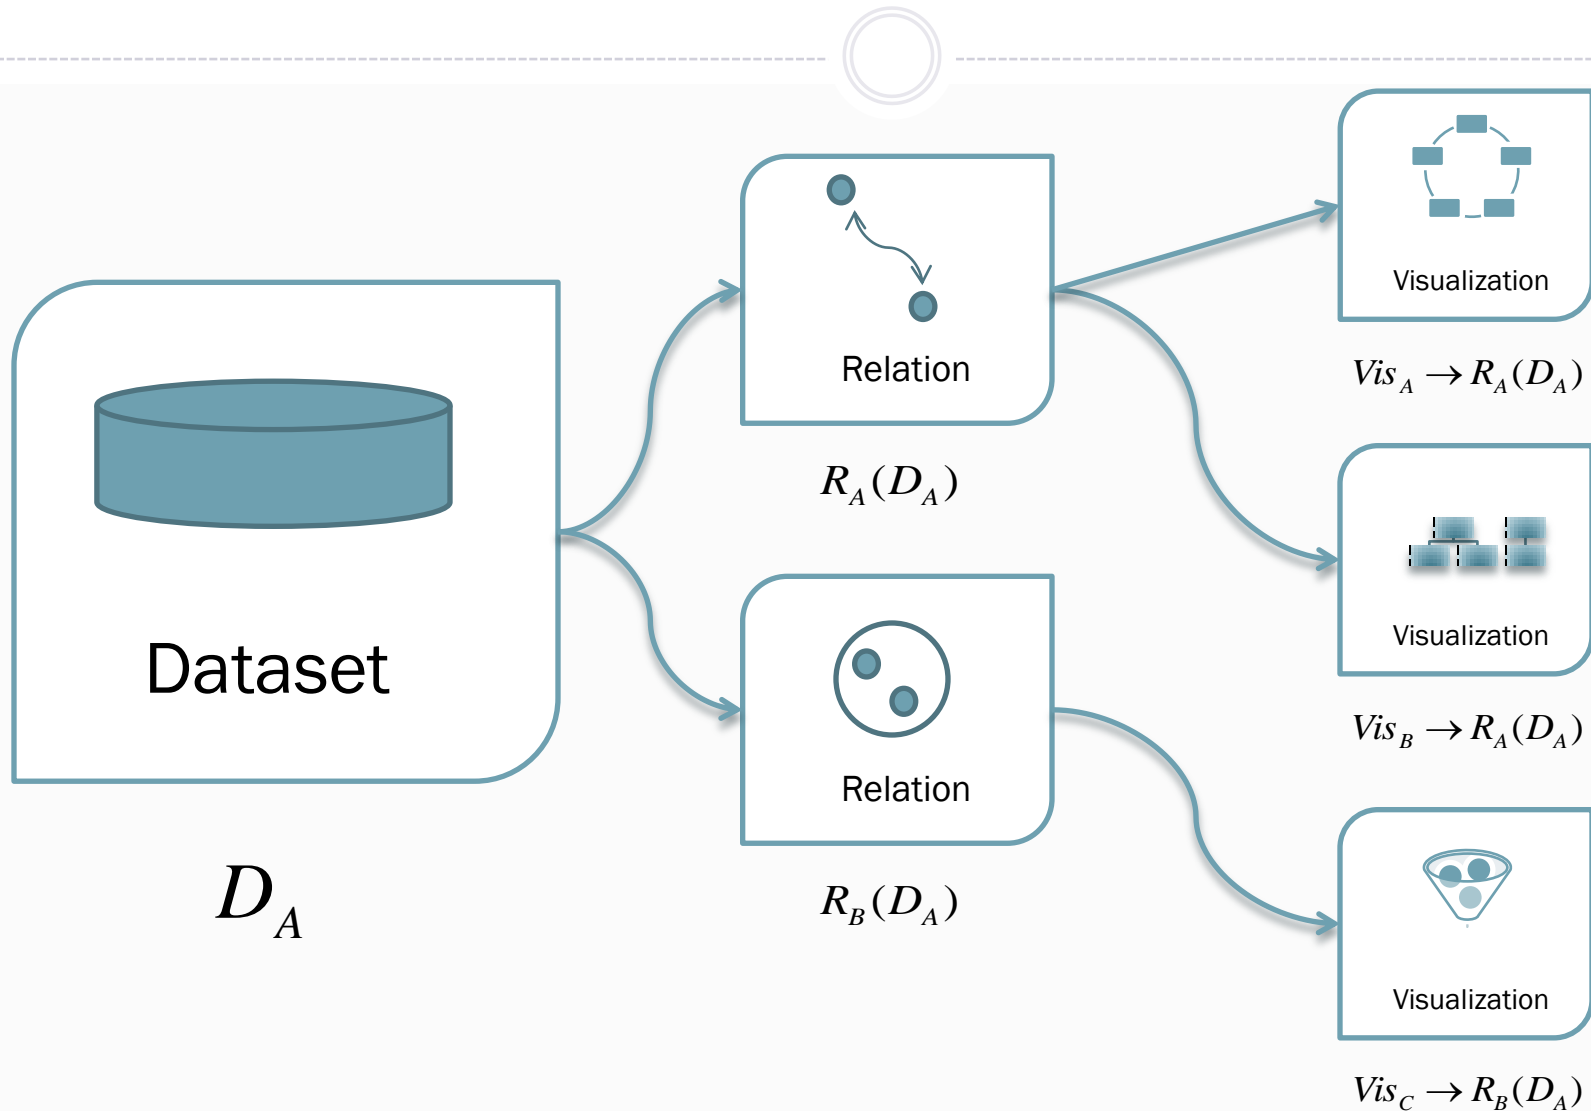 Dataset
D_A
Relation
R_A(D_A)
Relation
R_B(D_A)
Visualization
Vis_A → R_A(D_A)
Visualization
Vis_B → R_A(D_A)
Visualization
Vis_C → R_B(D_A)